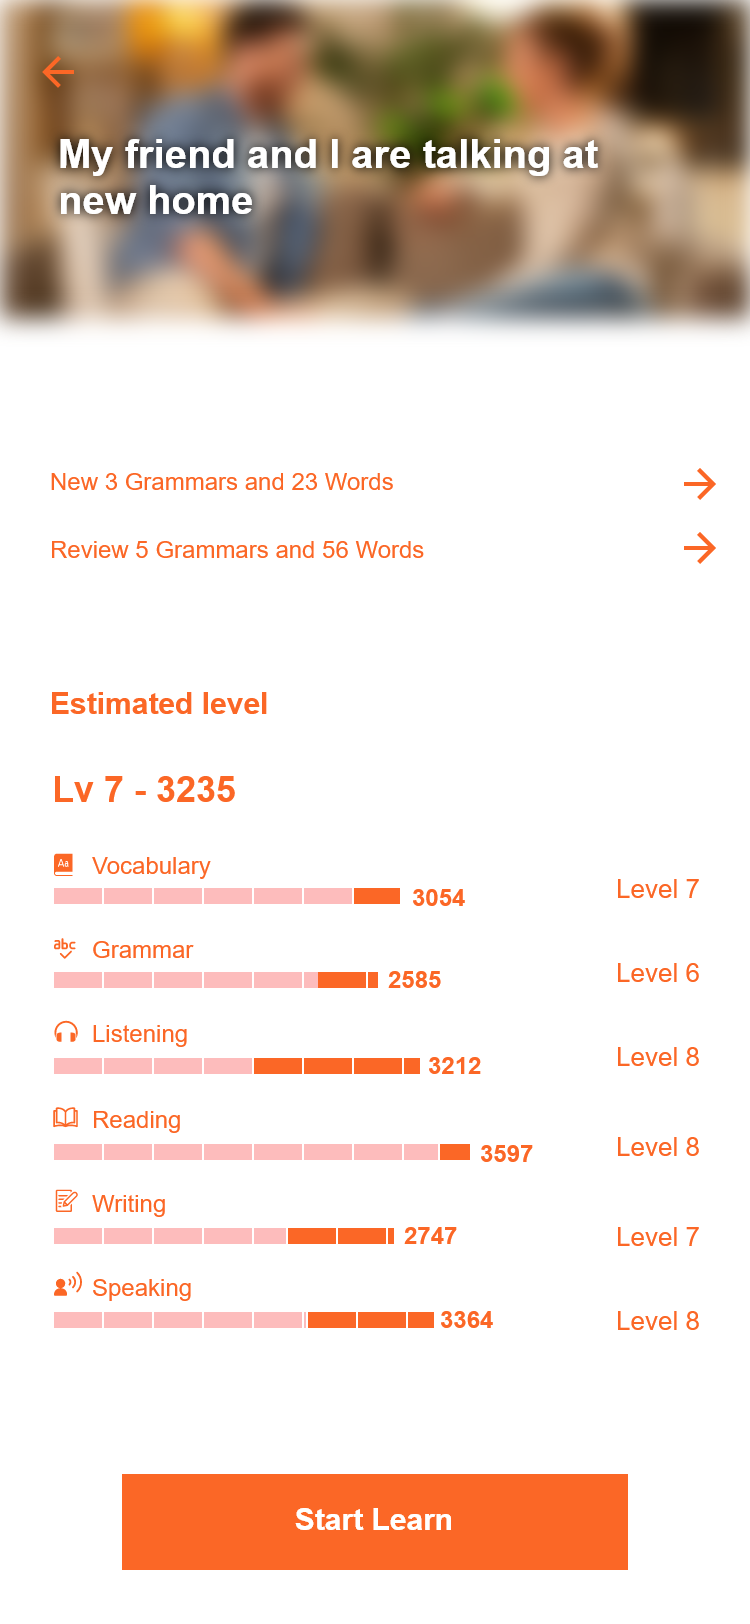 My friend and I are talking at
new home
New 3 Grammars and 23 Words
Review 5 Grammars and 56 Words
Estimated level
Lv 7 - 3235
Aa Vocabulary
3054 Level 7
abc Grammar
2585 Level 6
Listening
3212 Level 8
Reading
3597 Level 8
Writing
2747 Level 7
Speaking
3364 Level 8
Start Learn